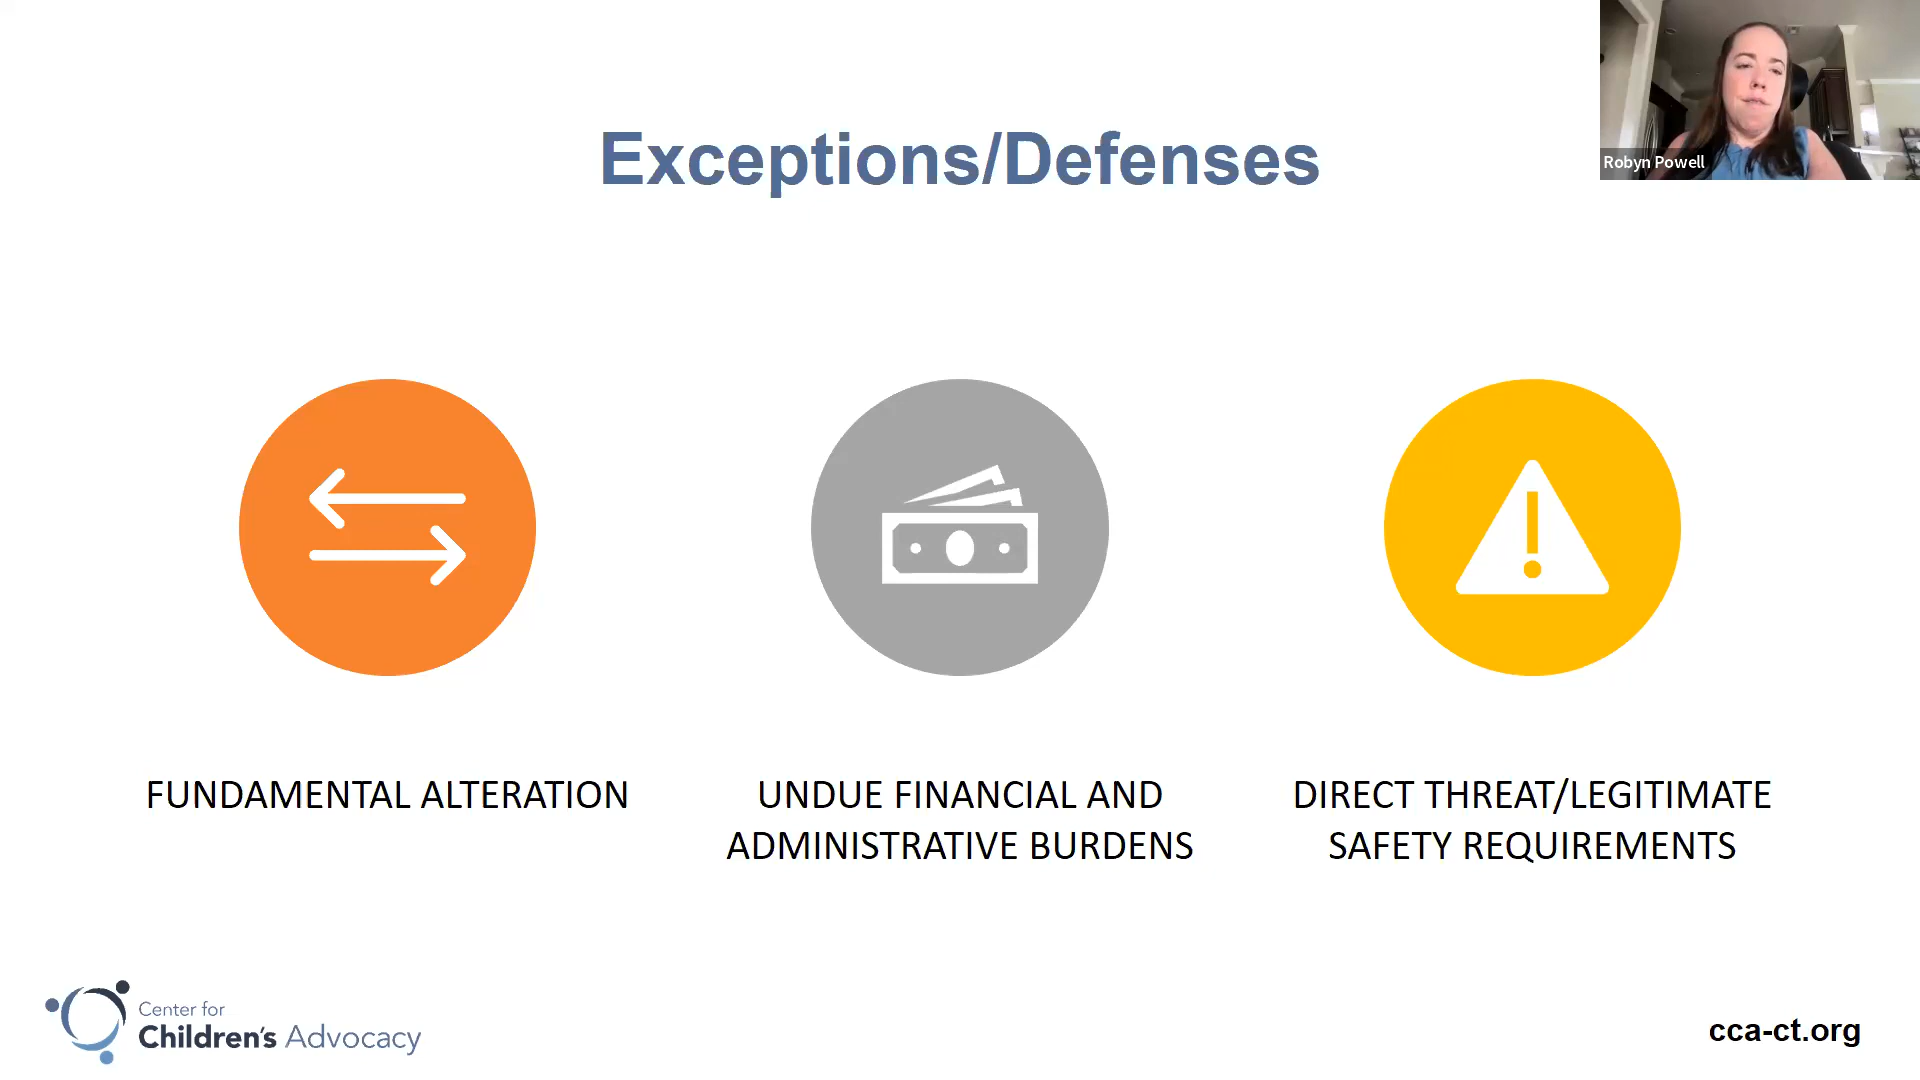 Robyn Powell
Exceptions/Defenses
FUNDAMENTAL ALTERATION
UNDUE FINANCIAL AND
ADMINISTRATIVE BURDENS
DIRECT THREAT/LEGITIMATE
SAFETY REQUIREMENTS
Center for
Children's Advocacy
cca-ct.org